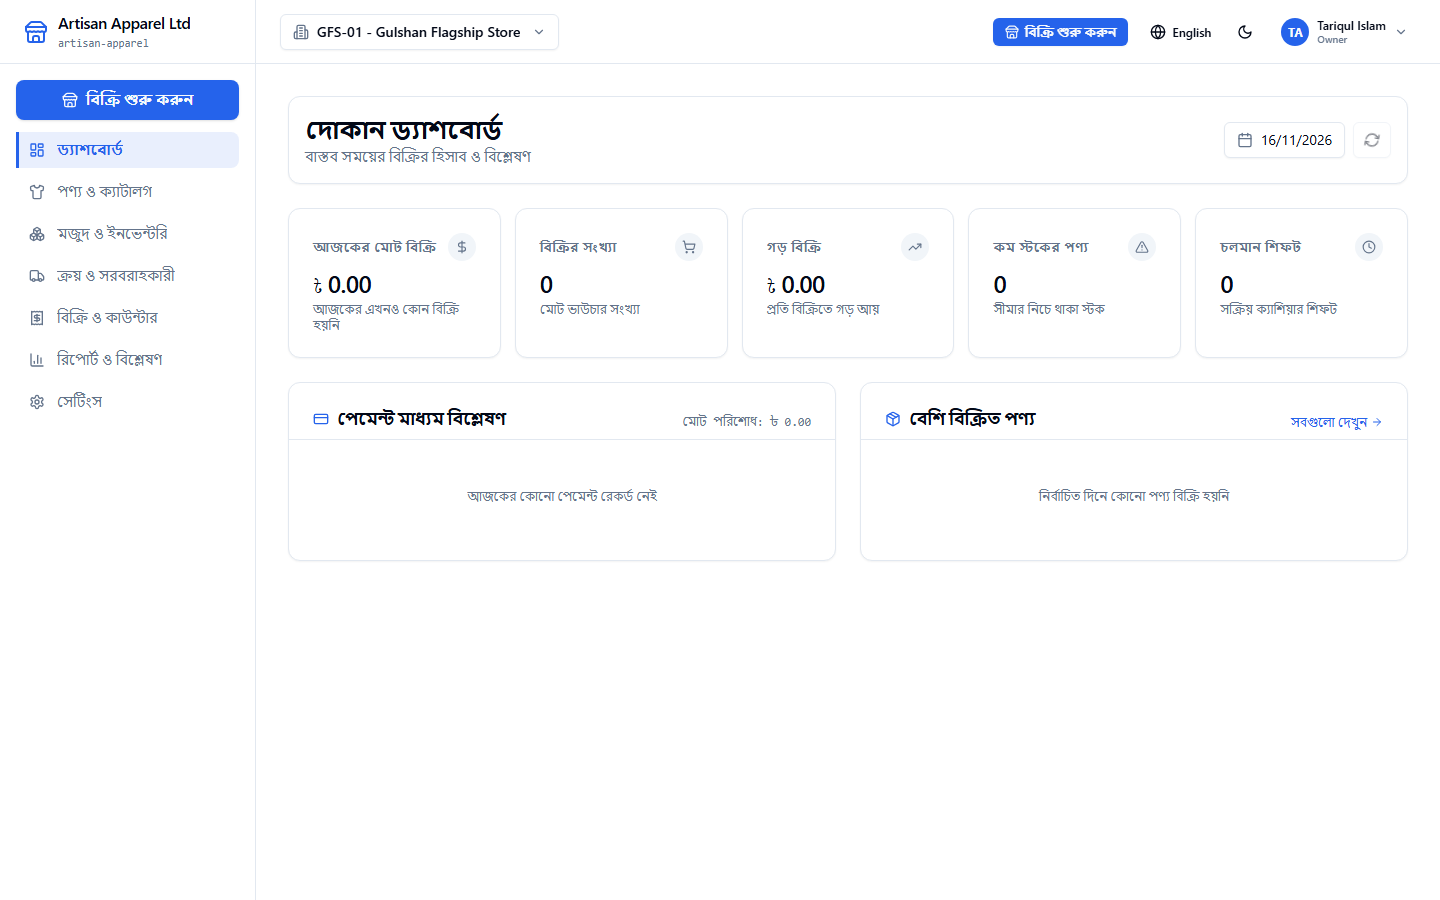 Artisan Apparel Ltd
artisan-apparel
GFS-01 - Gulshan Flagship Store
বিক্রি শুরু করুন
English
TA
Tariqul Islam
Owner
বিক্রি শুরু করুন
ড্যাশবোর্ড
পণ্য ও ক্যাটালগ
মজুদ ও ইনভেন্টরি
ক্রয় ও সরবরাহকারী
বিক্রি ও কাউন্টার
রিপোর্ট ও বিশ্লেষণ
সেটিংস
দোকান ড্যাশবোর্ড
বাস্তব সময়ের বিক্রির হিসাব ও বিশ্লেষণ
16/11/2026
আজকের মোট বিক্রি
৳ 0.00
আজকের এখনও কোন বিক্রি
হয়নি
বিক্রির সংখ্যা
0
মোট ভাউচার সংখ্যা
গড় বিক্রি
৳ 0.00
প্রতি বিক্রিতে গড় আয়
কম স্টকের পণ্য
0
সীমার নিচে থাকা স্টক
চলমান শিফট
0
সক্রিয় ক্যাশিয়ার শিফট
পেমেন্ট মাধ্যম বিশ্লেষণ
মোট পরিশোধ: ৳ 0.00
আজকের কোনো পেমেন্ট রেকর্ড নেই
বেশি বিক্রিত পণ্য
সবগুলো দেখুন →
নির্বাচিত দিনে কোনো পণ্য বিক্রি হয়নি